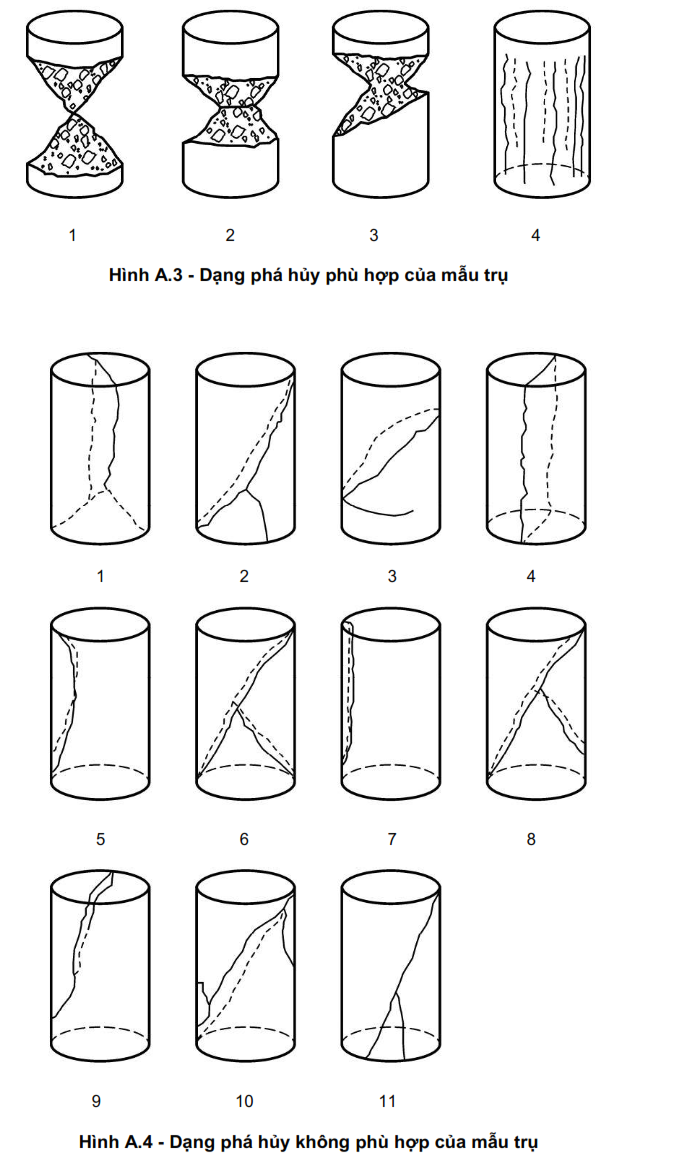 1 2 3 4
Hình A.3 - Dạng phá hủy phù hợp của mẫu trụ
1 2 3 4
5 6 7 8
9 10 11
Hình A.4 - Dạng phá hủy không phù hợp của mẫu trụ